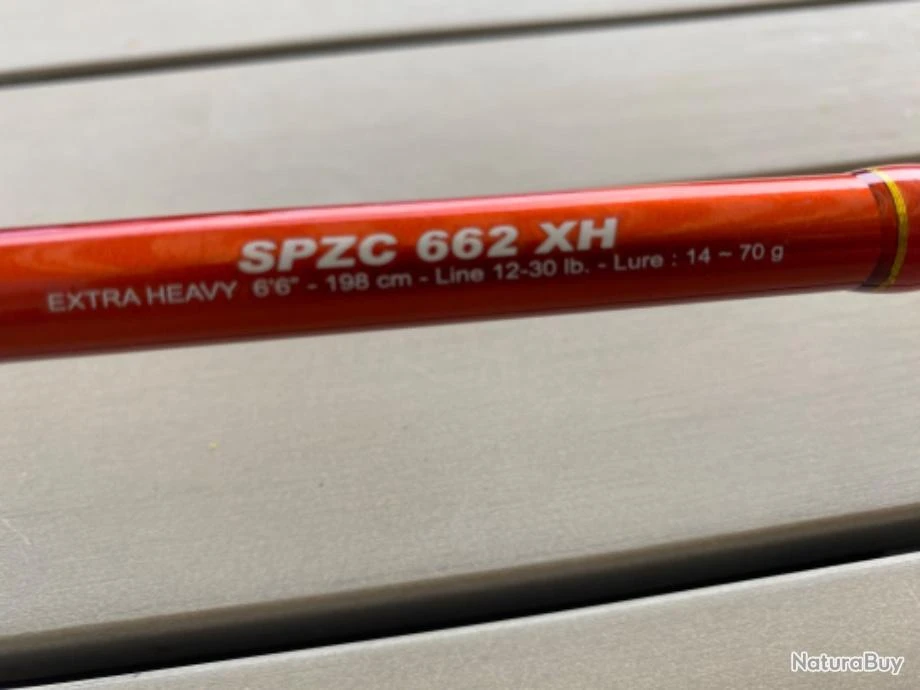 SPZC 662 XH
EXTRA HEAVY 6'6" - 198 cm - Line 12-30 lb. - Lure : 14 ~ 70 g
NaturaBuy